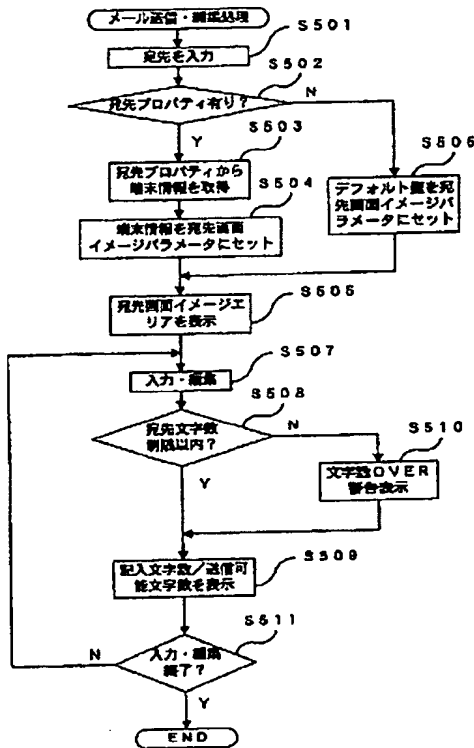 メール送信・編集処理
S501
宛先を入力
S502
宛先プロパティ有り?
N
Y
S503
宛先プロパティから
端末情報を取得
S504
端末情報を宛先画面
イメージパラメータにセット
S506
デフォルト値を宛
先画面イメージパ
ラメータにセット
S505
宛先画面イメージエ
リアを表示
S507
入力・編集
S508
宛先文字数
制限以内?
N
Y
S510
文字数OVER
警告表示
S509
記入文字数/送信可
能文字数を表示
S511
入力・編集
終了?
N
Y
END